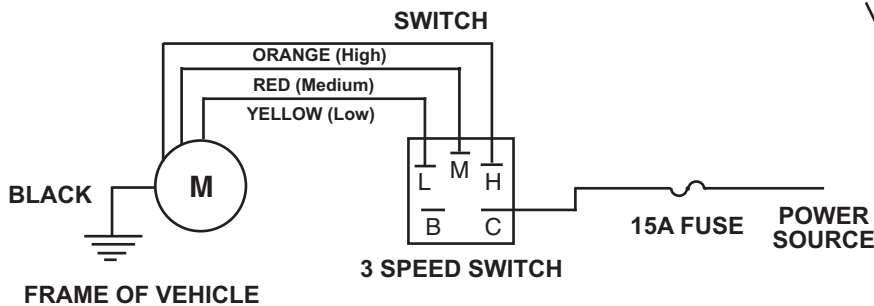 SWITCH
ORANGE (High)
RED (Medium)
YELLOW (Low)
M
L M H
B C
BLACK
15A FUSE
POWER
SOURCE
3 SPEED SWITCH
FRAME OF VEHICLE